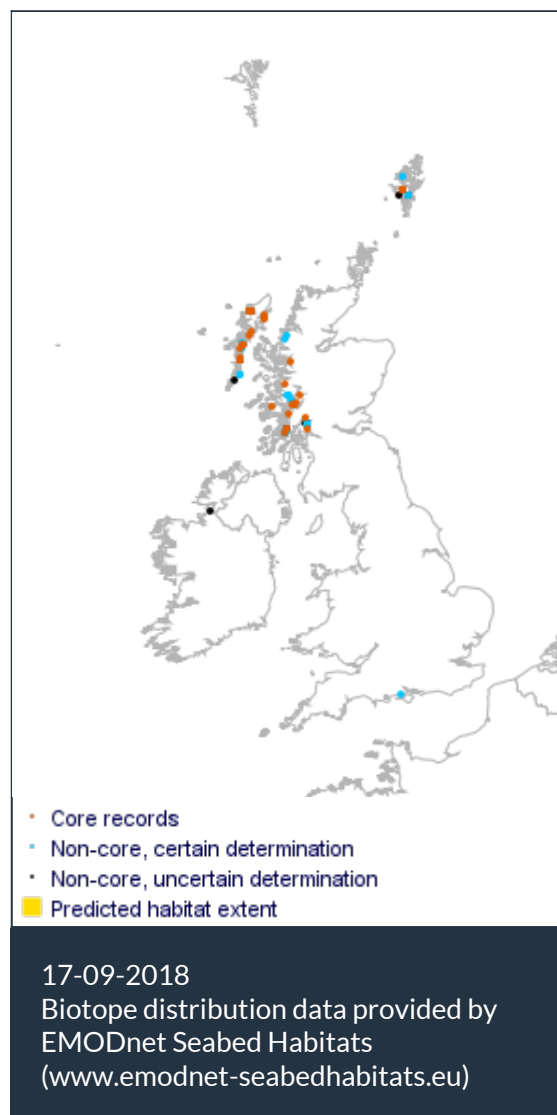 Core records
Non-core, certain determination
Non-core, uncertain determination
Predicted habitat extent
17-09-2018
Biotope distribution data provided by
EMODnet Seabed Habitats
(www.emodnet-seabedhabitats.eu)